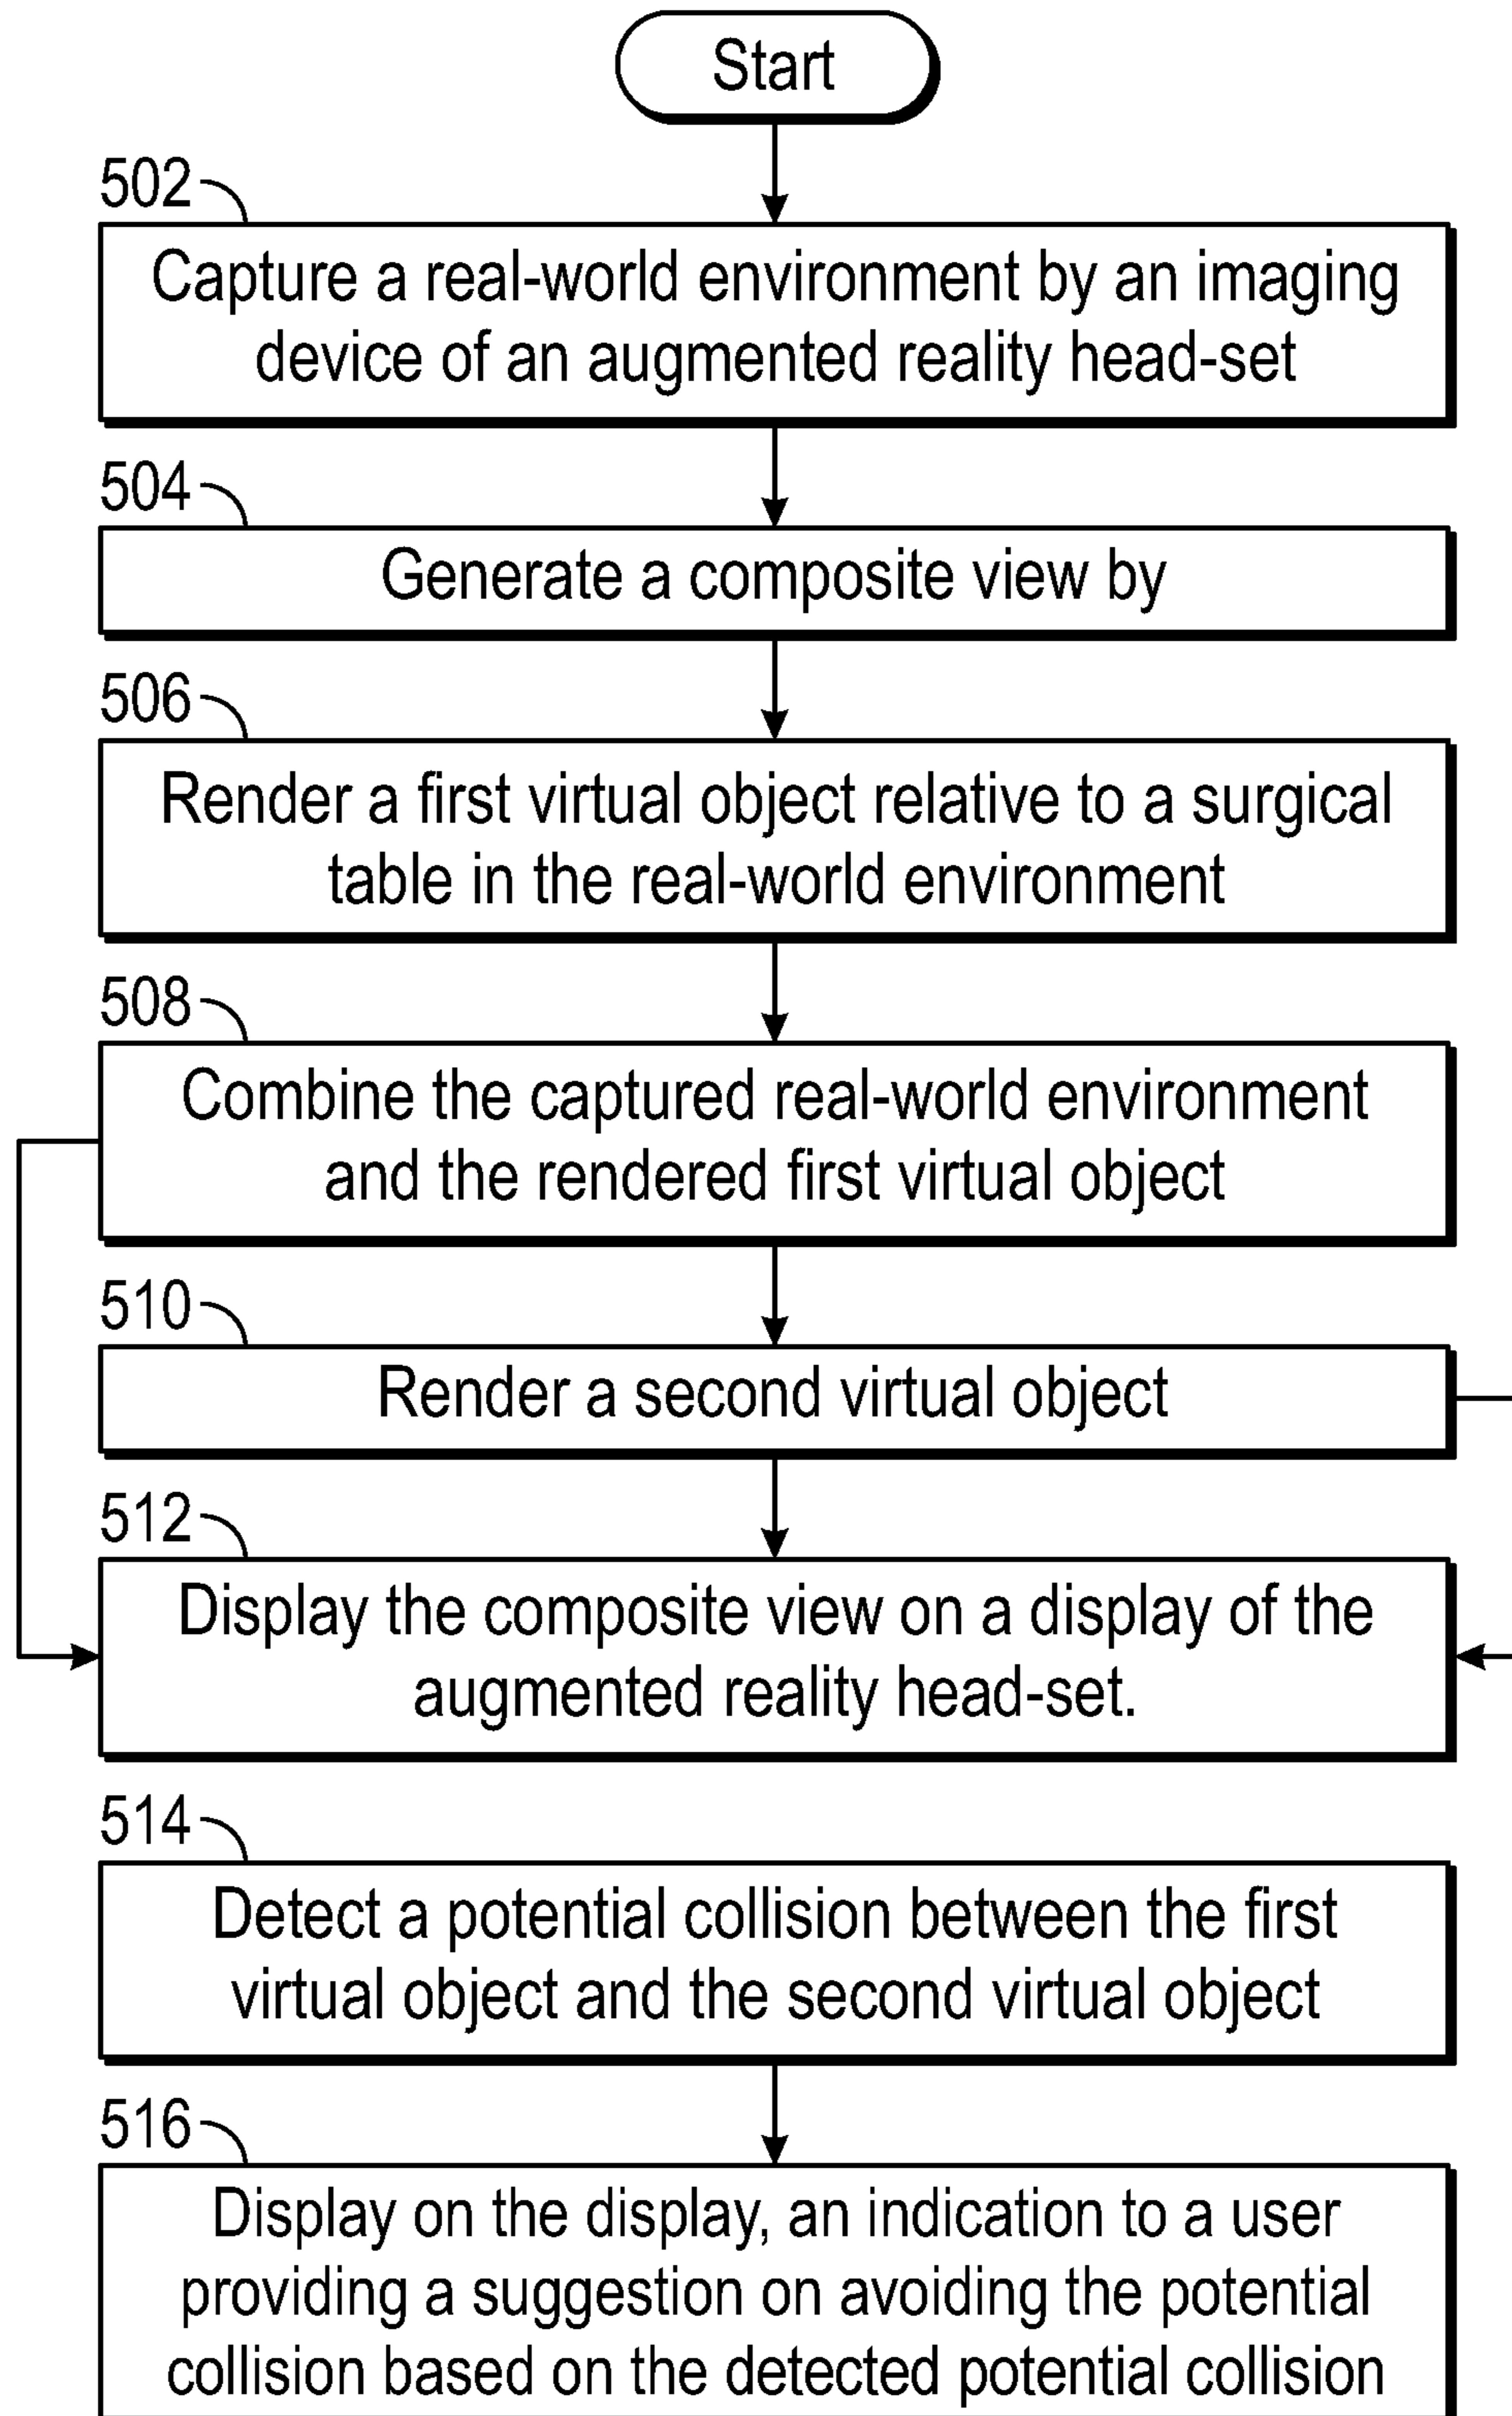 Start
502
Capture a real-world environment by an imaging
device of an augmented reality head-set
504
Generate a composite view by
506
Render a first virtual object relative to a surgical
table in the real-world environment
508
Combine the captured real-world environment
and the rendered first virtual object
510
Render a second virtual object
512
Display the composite view on a display of the
augmented reality head-set.
514
Detect a potential collision between the first
virtual object and the second virtual object
516
Display on the display, an indication to a user
providing a suggestion on avoiding the potential
collision based on the detected potential collision